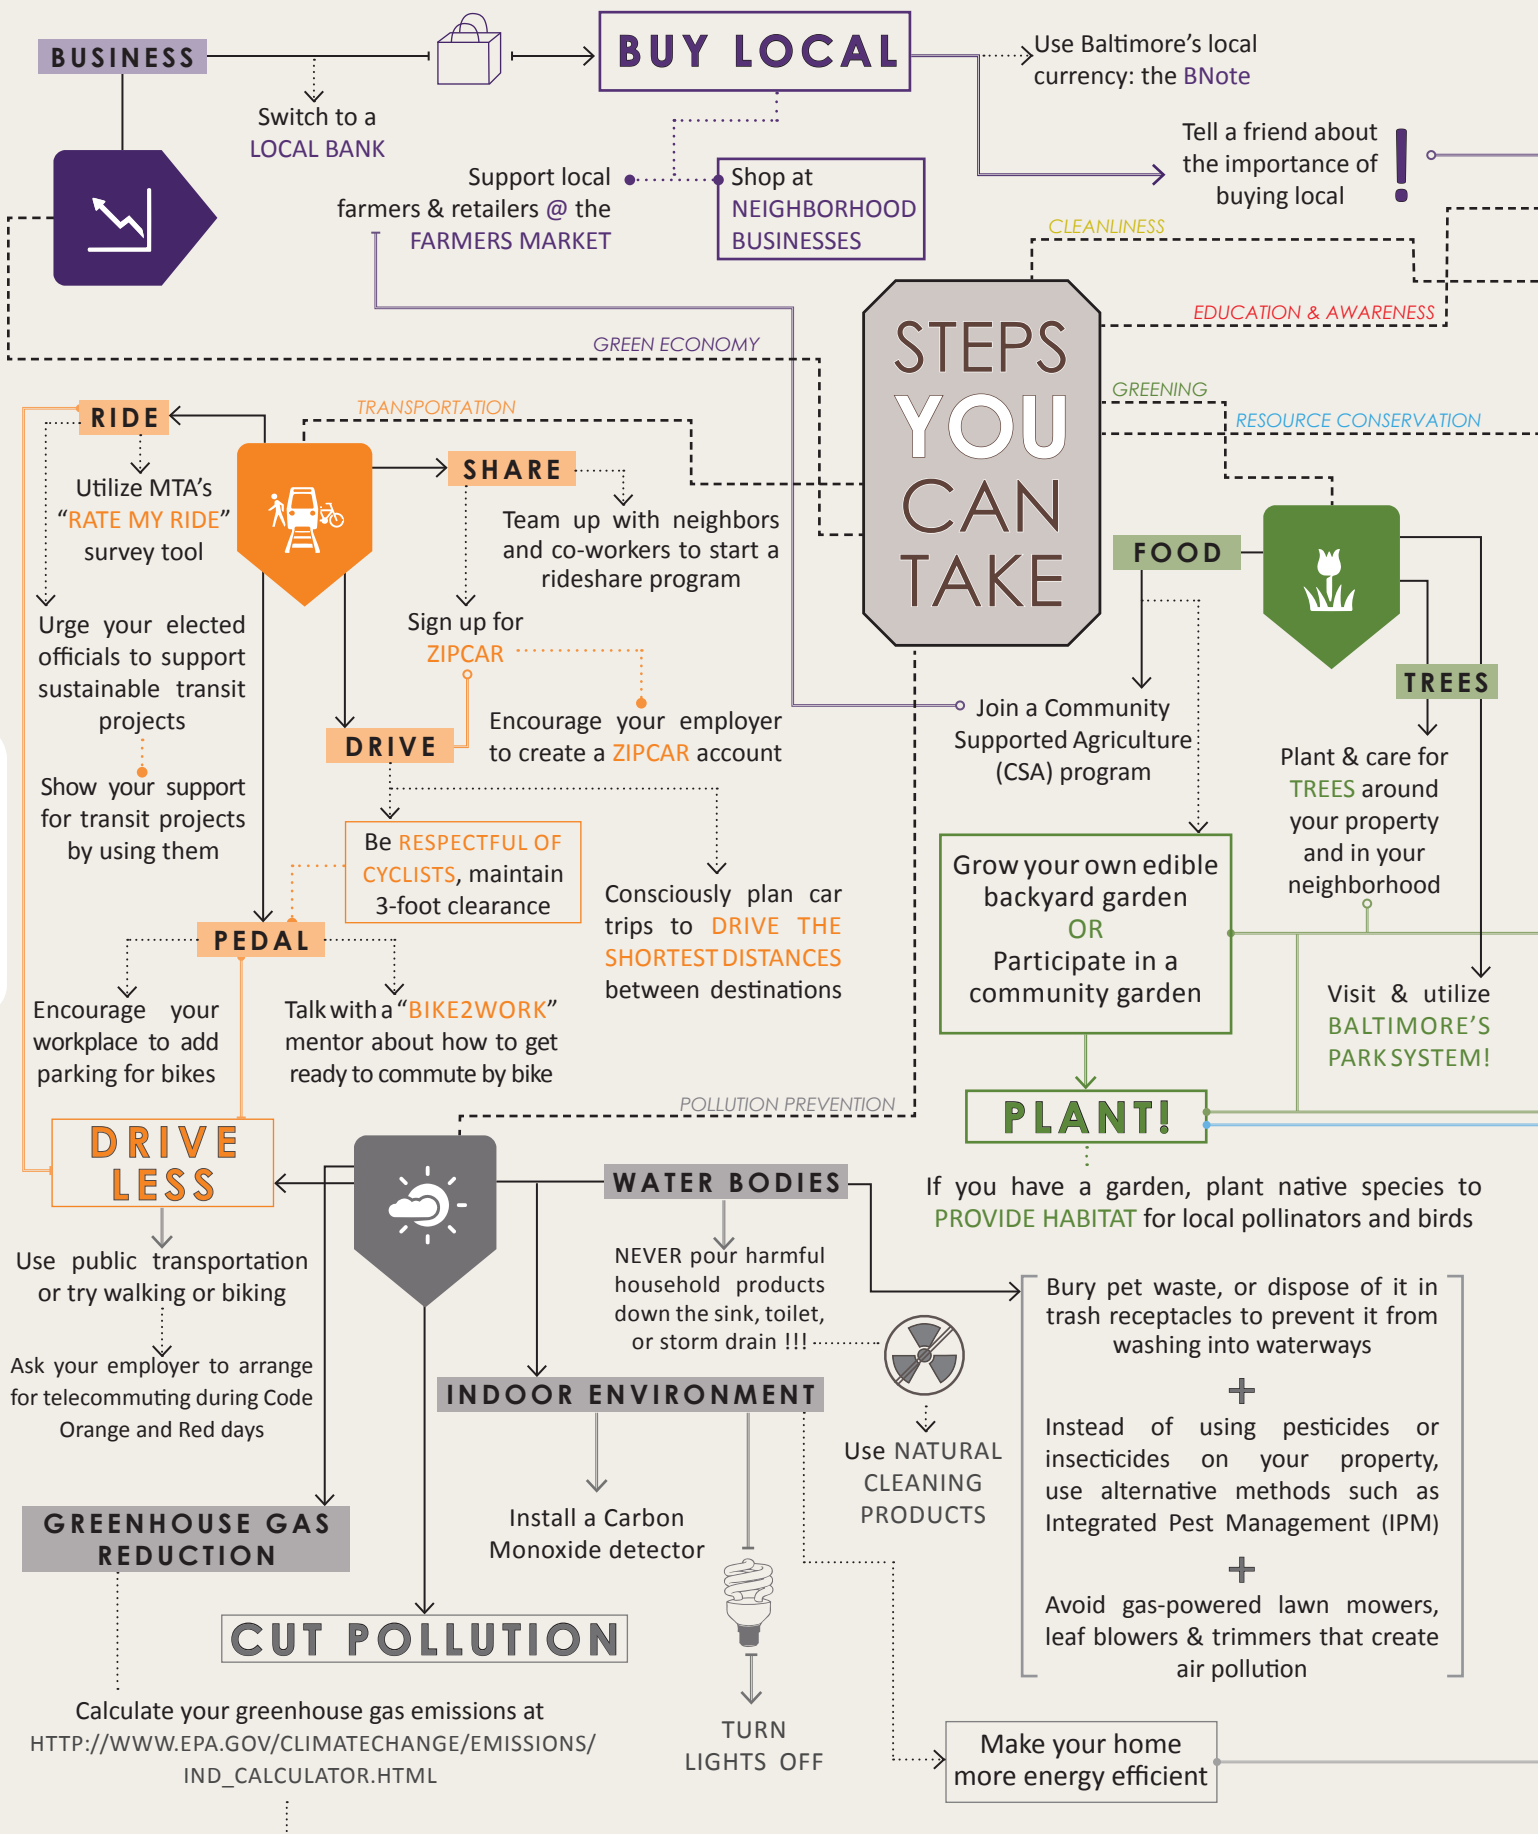 BUSINESS
BUY LOCAL
Use Baltimore's local
currency: the BNote
Switch to a
LOCAL BANK
Tell a friend about
the importance of
buying local
!
Support local
farmers & retailers @ the
FARMERS MARKET
Shop at
NEIGHBORHOOD
BUSINESSES
CLEANLINESS
EDUCATION & AWARENESS
GREEN ECONOMY
GREENING
RESOURCE CONSERVATION
TRANSPORTATION
STEPS
YOU
CAN
TAKE
RIDE
Utilize MTA's
"RATE MY RIDE"
survey tool
SHARE
Team up with neighbors
and co-workers to start a
rideshare program
Urge your elected
officials to support
sustainable transit
projects
Sign up for
ZIPCAR
Show your support
for transit projects
by using them
DRIVE
Encourage your employer
to create a ZIPCAR account
Be RESPECTFUL OF
CYCLISTS, maintain
3-foot clearance
Consciously plan car
trips to DRIVE THE
SHORTEST DISTANCES
between destinations
PEDAL
Encourage your
workplace to add
parking for bikes
Talk with a "BIKE2WORK"
mentor about how to get
ready to commute by bike
FOOD
TREES
Join a Community
Supported Agriculture
(CSA) program
Plant & care for
TREES around
your property
and in your
neighborhood
Grow your own edible
backyard garden
OR
Participate in a
community garden
Visit & utilize
BALTIMORE'S
PARK SYSTEM!
PLANT!
If you have a garden, plant native species to
PROVIDE HABITAT for local pollinators and birds
POLLUTION PREVENTION
DRIVE
LESS
Use public transportation
or try walking or biking
Ask your employer to arrange
for telecommuting during Code
Orange and Red days
WATER BODIES
NEVER pour harmful
household products
down the sink, toilet,
or storm drain !!!
Bury pet waste, or dispose of it in
trash receptacles to prevent it from
washing into waterways
+
Instead of using pesticides or
insecticides on your property,
use alternative methods such as
Integrated Pest Management (IPM)
+
Avoid gas-powered lawn mowers,
leaf blowers & trimmers that create
air pollution
INDOOR ENVIRONMENT
Use NATURAL
CLEANING
PRODUCTS
Install a Carbon
Monoxide detector
GREENHOUSE GAS
REDUCTION
CUT POLLUTION
Calculate your greenhouse gas emissions at
HTTP://WWW.EPA.GOV/CLIMATECHANGE/EMISSIONS/
IND_CALCULATOR.HTML
TURN
LIGHTS OFF
Make your home
more energy efficient